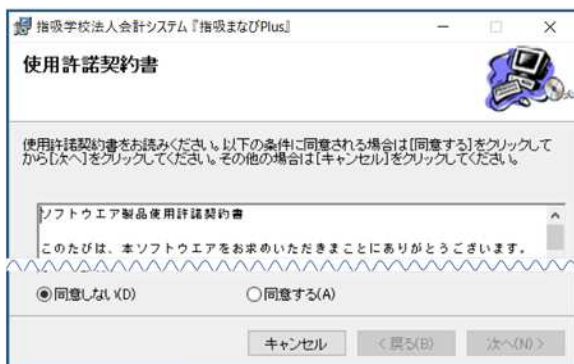 指吸学校法人会計システム『指吸まなびPlus』
使用許諾契約書
使用許諾契約書をお読みください。以下の条件に同意される場合は[同意する]をクリックして
から[次へ]をクリックしてください。その他の場合は[キャンセル]をクリックしてください。
ソフトウエア製品使用許諾契約書
このたびは、本ソフトウエアをお求めいただきまことにありがとうございます。
同意しない(D) 同意する(A)
キャンセル < 戻る(B) 次へ(N) >